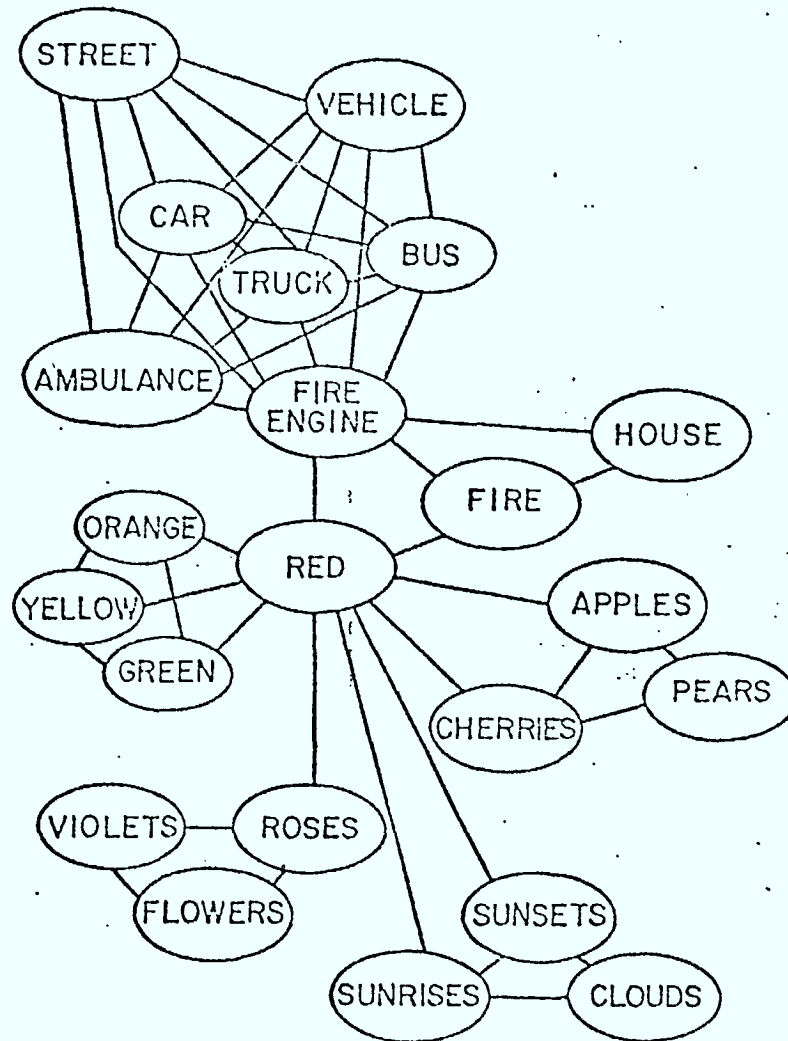 STREET
VEHICLE
CAR
BUS
TRUCK
AMBULANCE
FIRE
ENGINE
HOUSE
FIRE
ORANGE
RED
YELLOW
APPLES
GREEN
PEARS
CHERRIES
VIOLETS
ROSES
FLOWERS
SUNSETS
SUNRISES
CLOUDS